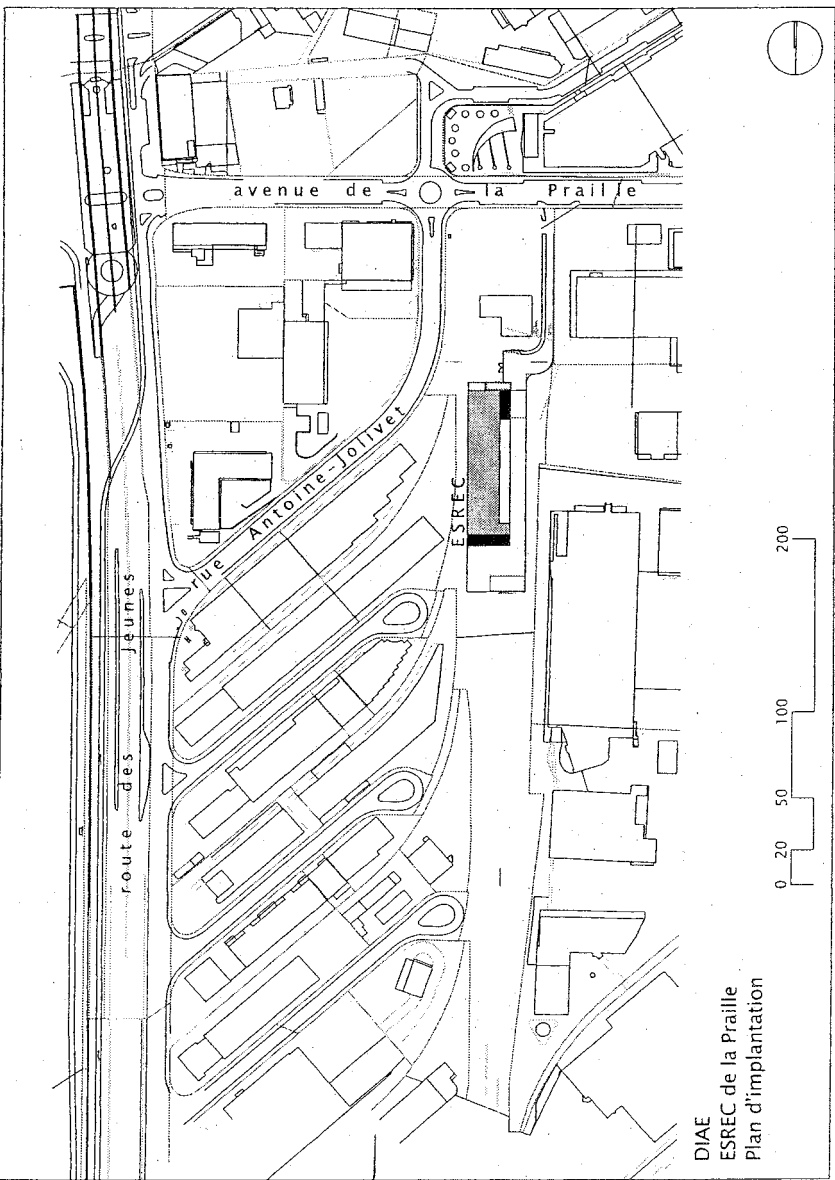 avenue de la Praille
route des Jeunes
rue Antoine-Jolivet
ESREC
0 20 50 100 200
DIAE
ESREC de la Praille
Plan d'implantation